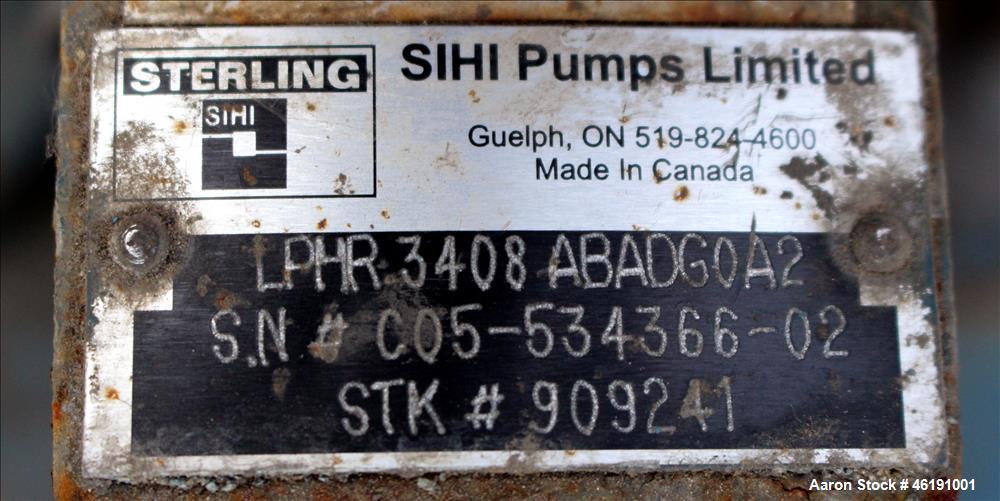 STERLING
SIHI
SIHI Pumps Limited
Guelph, ON 519-824-4600
Made In Canada
LPHR 3408 ABADG0A2
S.N # C05-534366-02
STK # 909241
Aaron Stock # 46191001